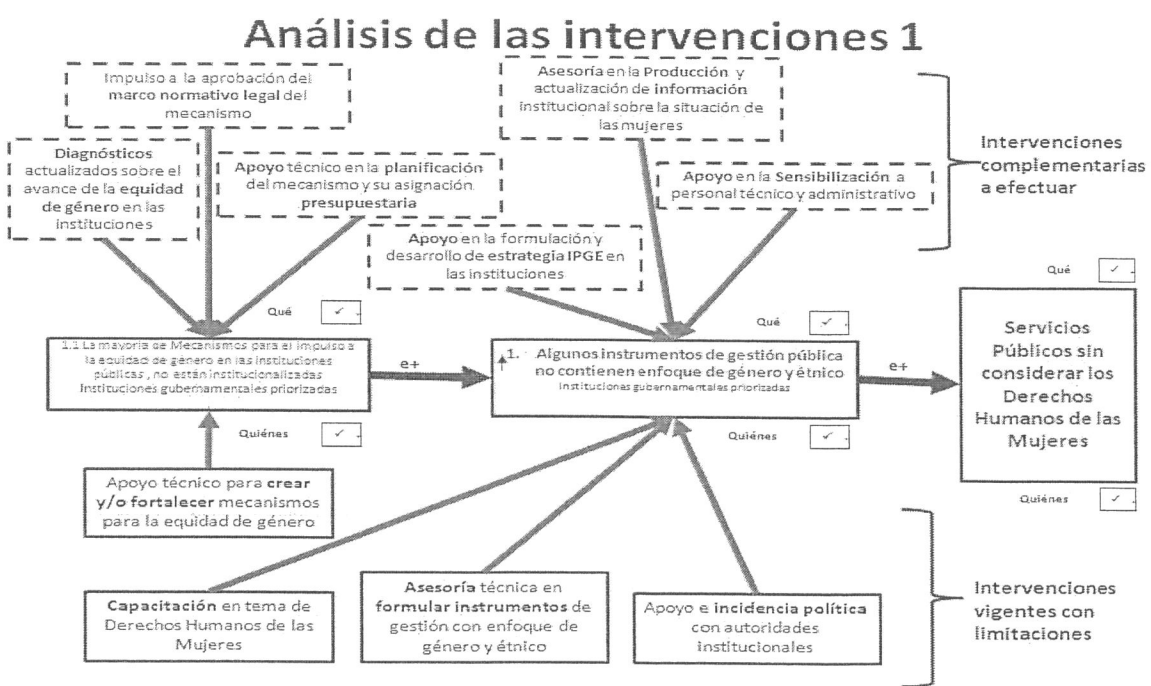 Análisis de las intervenciones 1
Impulso a la aprobación del
marco normativo legal del
mecanismo
Asesoría en la Producción y
actualización de información
institucional sobre la situación de
las mujeres
Diagnósticos
actualizados sobre el
avance de la equidad
de género en las
instituciones
Apoyo técnico en la planificación
del mecanismo y su asignación
presupuestaria
Apoyo en la Sensibilización a
personal técnico y administrativo
Intervenciones
complementarias
a efectuar
Apoyo en la formulación y
desarrollo de estrategia IPGE en
las instituciones
Qué ✓
Qué ✓
Qué ✓
1.1 La mayoría de Mecanismos para el impulso a
la equidad de género en las instituciones
públicas , no están institucionalizadas
Instituciones gubernamentales priorizadas
e+
1. Algunos instrumentos de gestión pública
no contienen enfoque de género y étnico
Instituciones gubernamentales priorizadas
e+
Servicios
Públicos sin
considerar los
Derechos
Humanos de las
Mujeres
Quiénes ✓
Quiénes ✓
Quiénes ✓
Apoyo técnico para crear
y/o fortalecer mecanismos
para la equidad de género
Capacitación en tema de
Derechos Humanos de las
Mujeres
Asesoría técnica en
formular instrumentos de
gestión con enfoque de
género y étnico
Apoyo e incidencia política
con autoridades
institucionales
Intervenciones
vigentes con
limitaciones